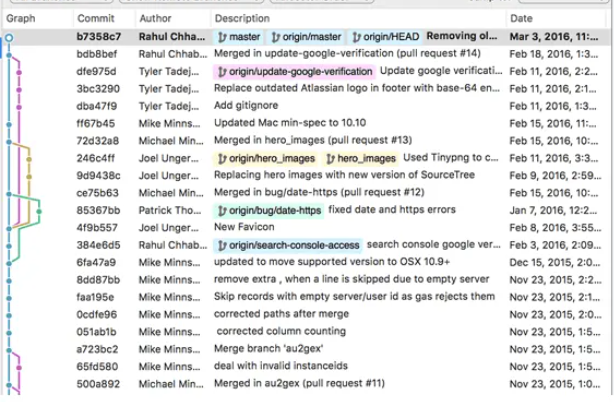 Graph Commit Author Description Date
b7358c7 Rahul Chhab... master origin/master origin/HEAD Removing ol... Mar 3, 2016, 11:...
bdb8bef Rahul Chhab... Merged in update-google-verification (pull request #14) Feb 18, 2016, 1:3...
dfe975d Tyler Tadej... origin/update-google-verification Update google verificati... Feb 11, 2016, 2:2...
3bc3290 Tyler Tadej... Replace outdated Atlassian logo in footer with base-64 en... Feb 11, 2016, 2:1...
dba47f9 Tyler Tadej... Add gitignore Feb 11, 2016, 1:3...
ff67b45 Mike Minns... Updated Mac min-spec to 10.10 Feb 15, 2016, 11:...
72d32a8 Michael Min... Merged in hero_images (pull request #13) Feb 15, 2016, 10:...
246c4ff Joel Unger... origin/hero_images hero_images Used Tinypng to c... Feb 11, 2016, 3:3...
9d9438c Joel Unger... Replacing hero images with new version of SourceTree Feb 9, 2016, 2:59...
ce75b63 Michael Min... Merged in bug/date-https (pull request #12) Feb 15, 2016, 10:...
85367bb Patrick Tho... origin/bug/date-https fixed date and https errors Jan 7, 2016, 12:2...
4f9b557 Joel Unger... New Favicon Feb 8, 2016, 3:55...
384e6d5 Rahul Chhab... origin/search-console-access search console google ver... Feb 3, 2016, 2:09...
6fa47a9 Mike Minns... updated to move supported version to OSX 10.9+ Dec 15, 2015, 2:0...
8dd87bb Mike Minns... remove extra , when a line is skipped due to empty server Nov 23, 2015, 2:2...
faa195e Mike Minns... Skip records with empty server/user id as gas rejects them Nov 23, 2015, 2:1...
0cdfe96 Mike Minns... corrected paths after merge Nov 23, 2015, 2:0...
051ab1b Mike Minns... corrected column counting Nov 23, 2015, 1:5...
a723bc2 Mike Minns... Merge branch 'au2gex' Nov 23, 2015, 1:5...
65fd580 Mike Minns... deal with invalid instanceids Nov 23, 2015, 1:5...
500a892 Michael Min... Merged in au2gex (pull request #11) Nov 23, 2015, 1:5...